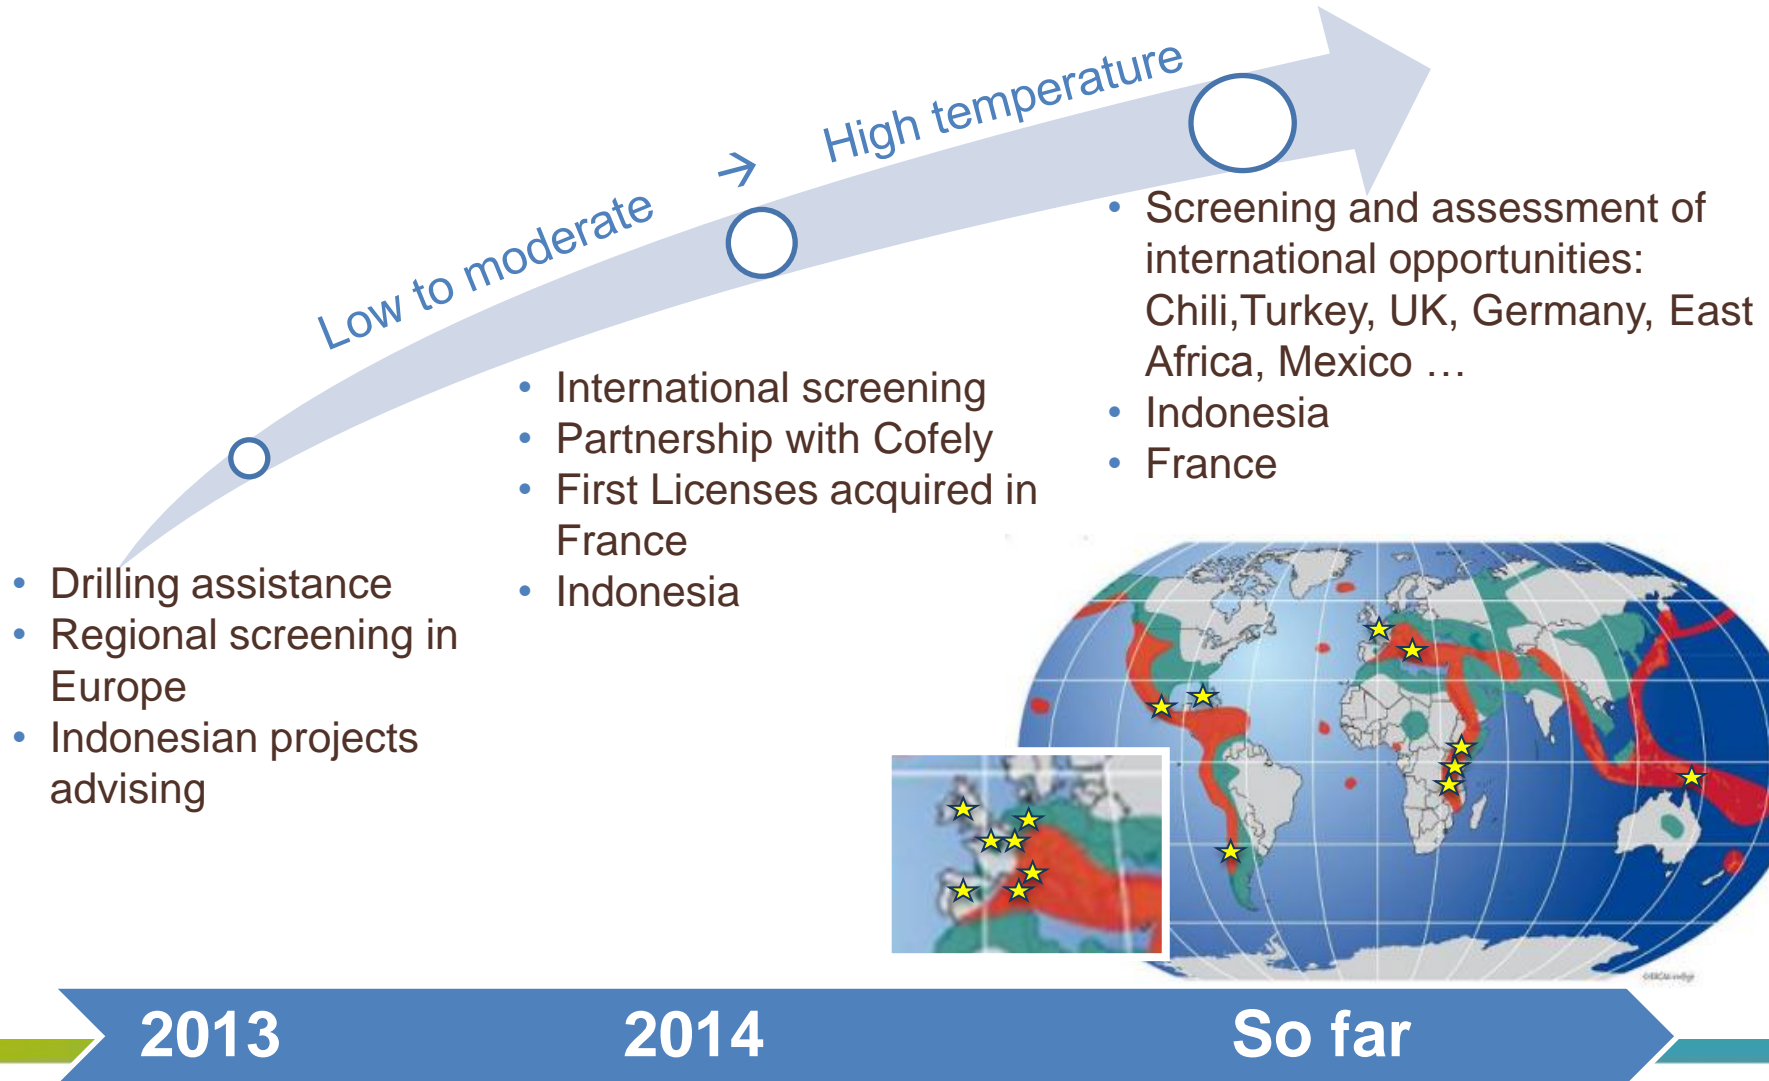 Low to moderate → High temperature
• Drilling assistance
• Regional screening in
Europe
• Indonesian projects
advising
• International screening
• Partnership with Cofely
• First Licenses acquired in
France
• Indonesia
• Screening and assessment of
international opportunities:
Chili,Turkey, UK, Germany, East
Africa, Mexico …
• Indonesia
• France
2013
2014
So far